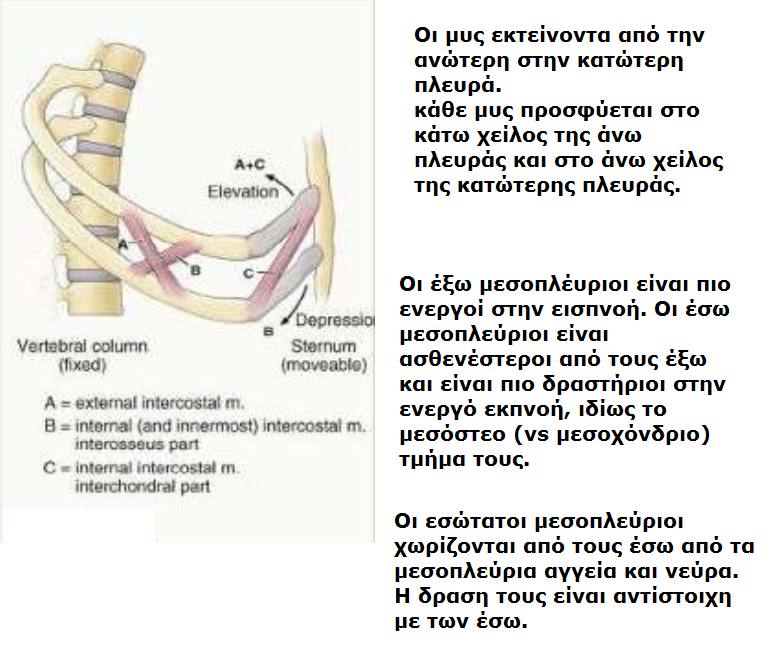 Οι μυς εκτείνοντα από την
ανώτερη στην κατώτερη
πλευρά.
κάθε μυς προσφύεται στο
κάτω χείλος της άνω
πλευράς και στο άνω χείλος
της κατώτερης πλευράς.
A+C
Elevation
A
B
C
B
Depressio
Vertebral column
(fixed)
Sternum
(moveable)
A = external intercostal m.
B = internal (and innermost) intercostal m.
interosseus part
C = internal intercostal m.
interchondral part
Οι έξω μεσοπλέυριοι είναι πιο
ενεργοί στην εισπνοή. Οι έσω
μεσοπλεύριοι είναι
ασθενέστεροι από τους έξω
και είναι πιο δραστήριοι στην
ενεργό εκπνοή, ιδίως το
μεσόστεο (vs μεσοχόνδριο)
τμήμα τους.
Οι εσώτατοι μεσοπλεύριοι
χωρίζονται από τους έσω από τα
μεσοπλεύρια αγγεία και νεύρα.
Η δραση τους είναι αντίστοιχη
με των έσω.